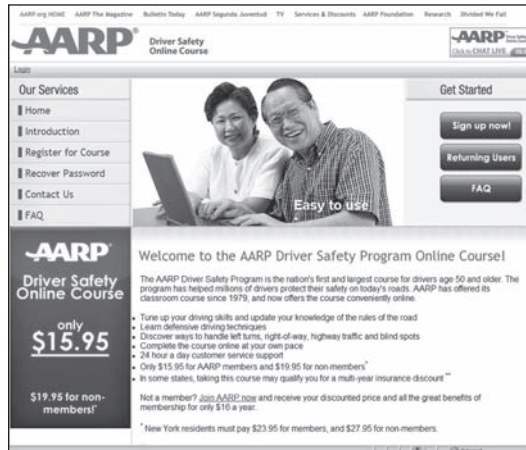 AARP.org HOME AARP The Magazine Bulletin Today AARP Segunda Juventud TV Services & Discounts AARP Foundation Research Divided We Fail
AARP®
Driver Safety
Online Course
AARP
Click to CHAT LIVE
Login
Our Services
Home
Introduction
Register for Course
Recover Password
Contact Us
FAQ
Easy to use
Get Started
Sign up now!
Returning Users
FAQ
AARP®
Driver Safety
Online Course
only
$15.95
$19.95 for non-
members!*
Welcome to the AARP Driver Safety Program Online Course!
The AARP Driver Safety Program is the nation's first and largest course for drivers age 50 and older. The
program has helped millions of drivers protect their safety on today's roads. AARP has offered its
classroom course since 1979, and now offers the course conveniently online.
• Tune up your driving skills and update your knowledge of the rules of the road
• Learn defensive driving techniques
• Discover ways to handle left turns, right-of-way, highway traffic and blind spots
• Complete the course online at your own pace
• 24 hour a day customer service support
• Only $15.95 for AARP members and $19.95 for non-members*
• In some states, taking this course may qualify you for a multi-year insurance discount **
Not a member? Join AARP now and receive your discounted price and all the great benefits of
membership for only $16 a year.
* New York residents must pay $23.95 for members, and $27.95 for non-members.